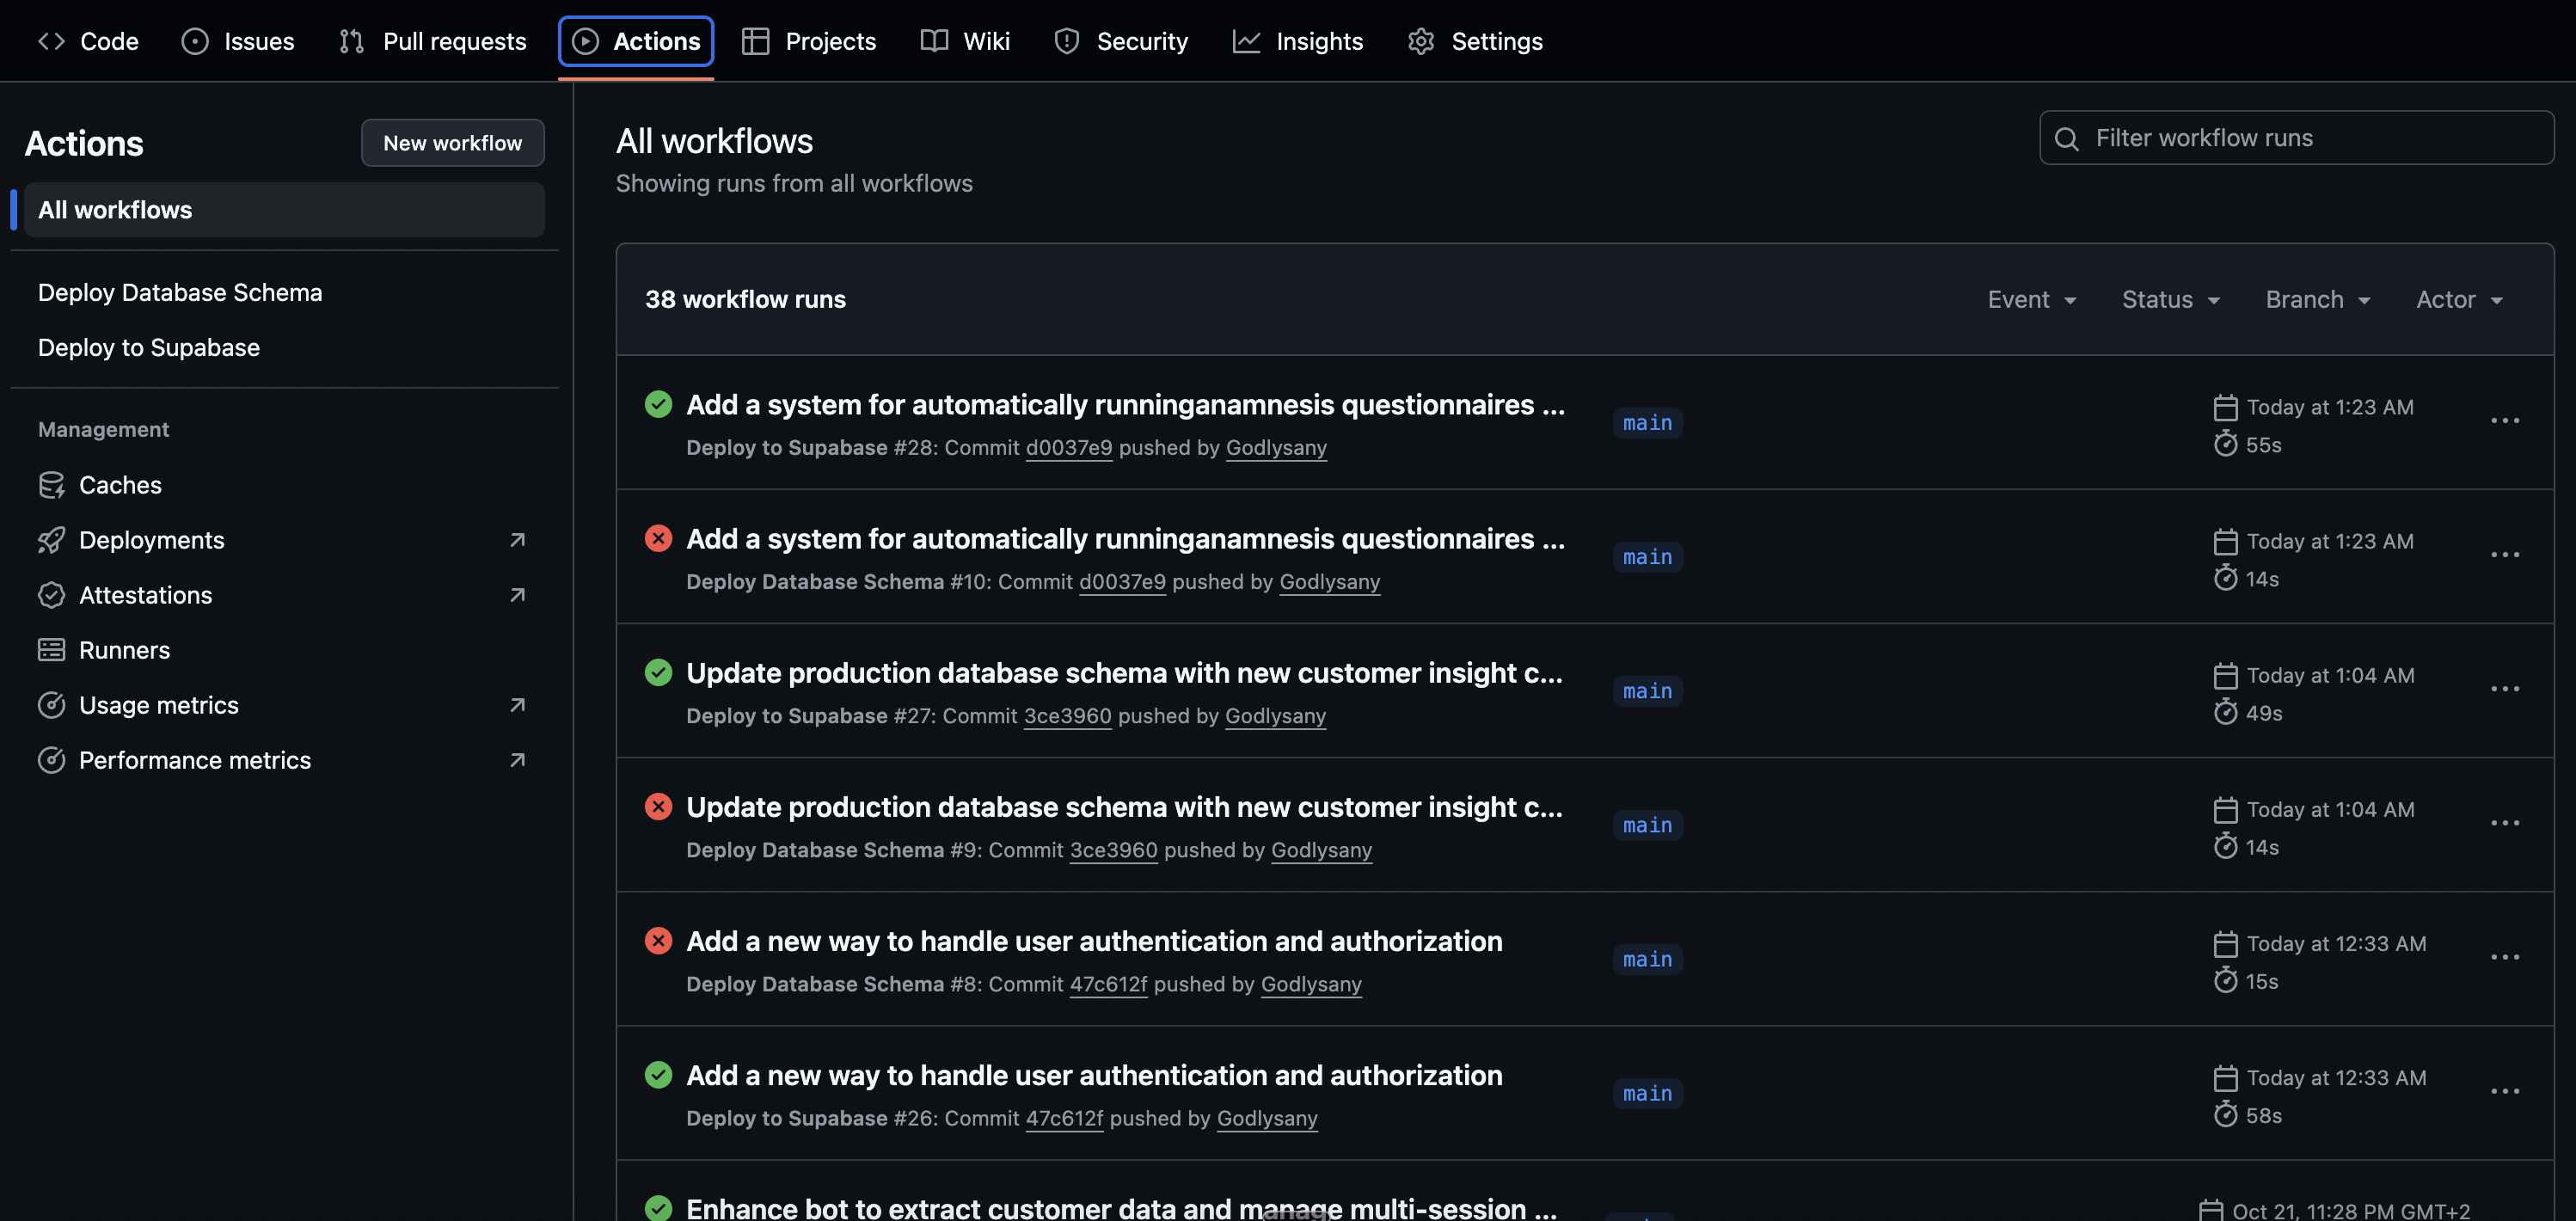 Code Issues Pull requests Actions Projects Wiki Security Insights Settings
Actions
New workflow
All workflows
Deploy Database Schema
Deploy to Supabase
Management
Caches
Deployments
Attestations
Runners
Usage metrics
Performance metrics
All workflows
Showing runs from all workflows
Filter workflow runs
38 workflow runs
Event Status Branch Actor
Add a system for automatically runninganamnesis questionnaires ...
Deploy to Supabase #28: Commit d0037e9 pushed by Godlysany
main
Today at 1:23 AM
55s
Add a system for automatically runninganamnesis questionnaires ...
Deploy Database Schema #10: Commit d0037e9 pushed by Godlysany
main
Today at 1:23 AM
14s
Update production database schema with new customer insight c...
Deploy to Supabase #27: Commit 3ce3960 pushed by Godlysany
main
Today at 1:04 AM
49s
Update production database schema with new customer insight c...
Deploy Database Schema #9: Commit 3ce3960 pushed by Godlysany
main
Today at 1:04 AM
14s
Add a new way to handle user authentication and authorization
Deploy Database Schema #8: Commit 47c612f pushed by Godlysany
main
Today at 12:33 AM
15s
Add a new way to handle user authentication and authorization
Deploy to Supabase #26: Commit 47c612f pushed by Godlysany
main
Today at 12:33 AM
58s
Enhance bot to extract customer data and manage multi-session ...
Oct 21, 11:28 PM GMT+2